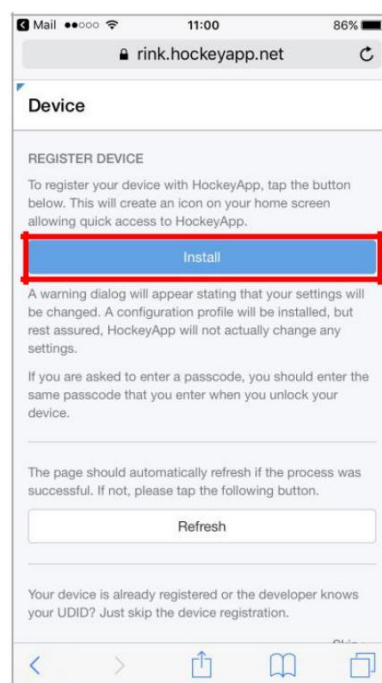 Mail 11:00 86%
rink.hockeyapp.net
Device
REGISTER DEVICE
To register your device with HockeyApp, tap the button
below. This will create an icon on your home screen
allowing quick access to HockeyApp.
Install
A warning dialog will appear stating that your settings will
be changed. A configuration profile will be installed, but
rest assured, HockeyApp will not actually change any
settings.
If you are asked to enter a passcode, you should enter the
same passcode that you enter when you unlock your
device.
The page should automatically refresh if the process was
successful. If not, please tap the following button.
Refresh
Your device is already registered or the developer knows
your UDID? Just skip the device registration.